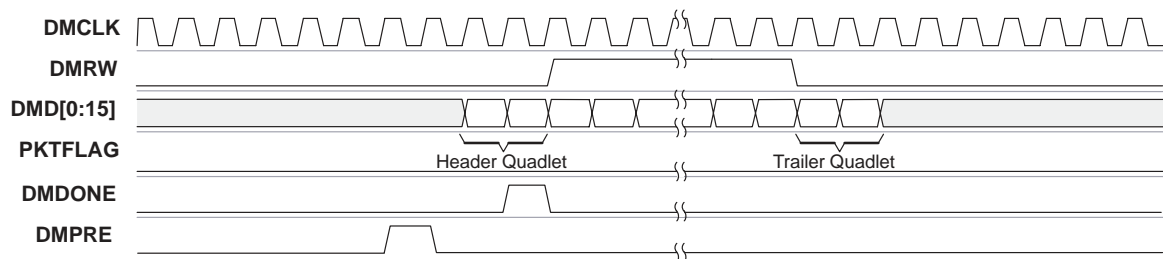 DMCLK
DMRW
DMD[0:15]
PKTFLAG
Header Quadlet Trailer Quadlet
DMDONE
DMPRE